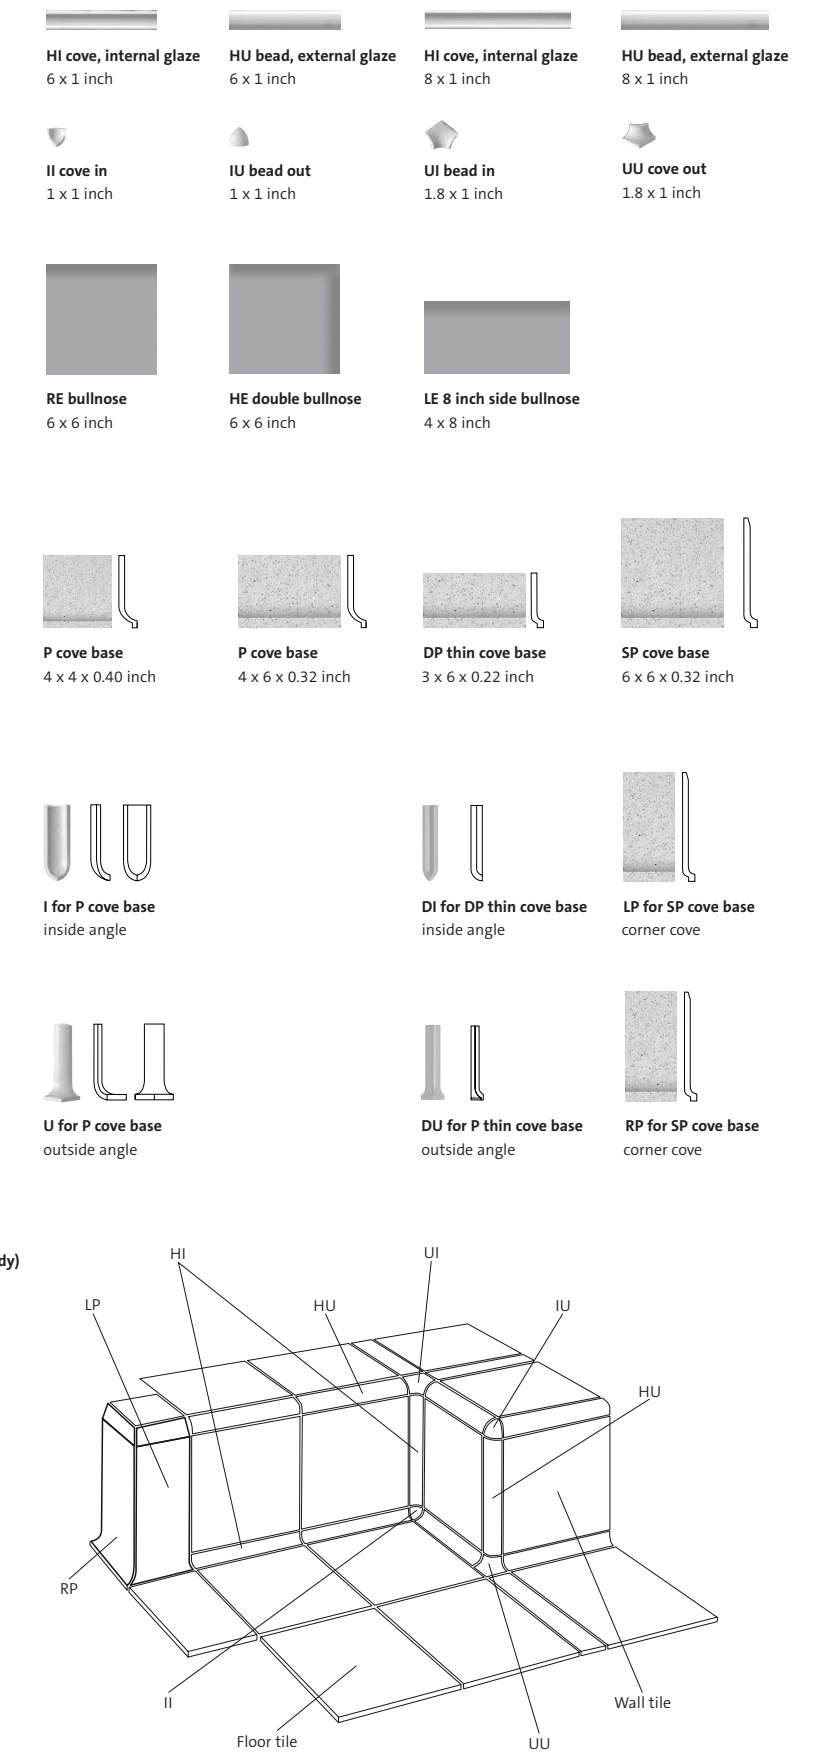 HI cove, internal glaze
6 x 1 inch
HU bead, external glaze
6 x 1 inch
HI cove, internal glaze
8 x 1 inch
HU bead, external glaze
8 x 1 inch
II cove in
1 x 1 inch
IU bead out
1 x 1 inch
UI bead in
1.8 x 1 inch
UU cove out
1.8 x 1 inch
RE bullnose
6 x 6 inch
HE double bullnose
6 x 6 inch
LE 8 inch side bullnose
4 x 8 inch
P cove base
4 x 4 x 0.40 inch
P cove base
4 x 6 x 0.32 inch
DP thin cove base
3 x 6 x 0.22 inch
SP cove base
6 x 6 x 0.32 inch
I for P cove base
inside angle
DI for DP thin cove base
inside angle
LP for SP cove base
corner cove
U for P cove base
outside angle
DU for P thin cove base
outside angle
RP for SP cove base
corner cove
dy)
HI
UI
LP
HU
IU
HU
RP
II
Wall tile
Floor tile
UU